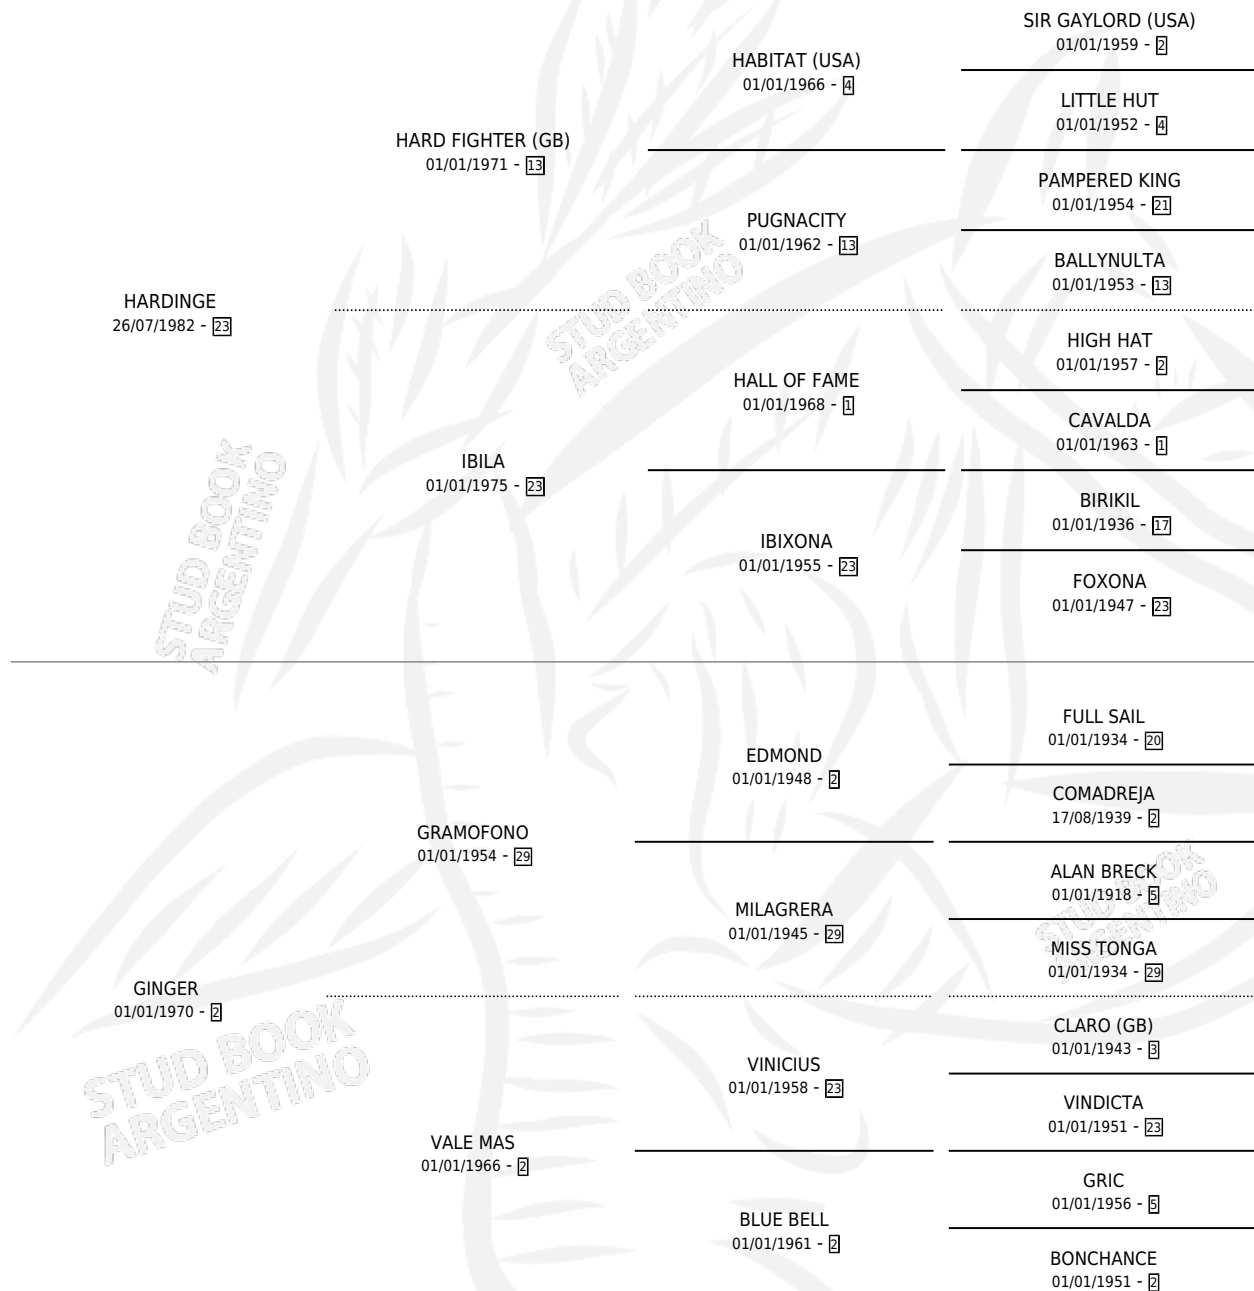 SIR GAYLORD (USA)
01/01/1959 - 2
HABITAT (USA)
01/01/1966 - 4
LITTLE HUT
01/01/1952 - 4
HARD FIGHTER (GB)
01/01/1971 - 13
PAMPERED KING
01/01/1954 - 21
PUGNACITY
01/01/1962 - 13
BALLYNULTA
01/01/1953 - 13
HARDINGE
26/07/1982 - 23
HIGH HAT
01/01/1957 - 2
HALL OF FAME
01/01/1968 - 1
CAVALDA
01/01/1963 - 1
IBILA
01/01/1975 - 23
BIRIKIL
01/01/1936 - 17
IBIXONA
01/01/1955 - 23
FOXONA
01/01/1947 - 23
STUD BOOK
ARGENTINO
STUD BOOK
ARGENTINO
FULL SAIL
01/01/1934 - 20
EDMOND
01/01/1948 - 2
COMADREJA
17/08/1939 - 2
GRAMOFONO
01/01/1954 - 29
ALAN BRECK
01/01/1918 - 5
MILAGRERA
01/01/1945 - 29
MISS TONGA
01/01/1934 - 29
GINGER
01/01/1970 - 2
CLARO (GB)
01/01/1943 - 3
VINICIUS
01/01/1958 - 23
VINDICTA
01/01/1951 - 23
VALE MAS
01/01/1966 - 2
GRIC
01/01/1956 - 5
BLUE BELL
01/01/1961 - 2
BONCHANCE
01/01/1951 - 2
STUD BOOK
ARGENTINO
STUD BOOK
ARGENTINO